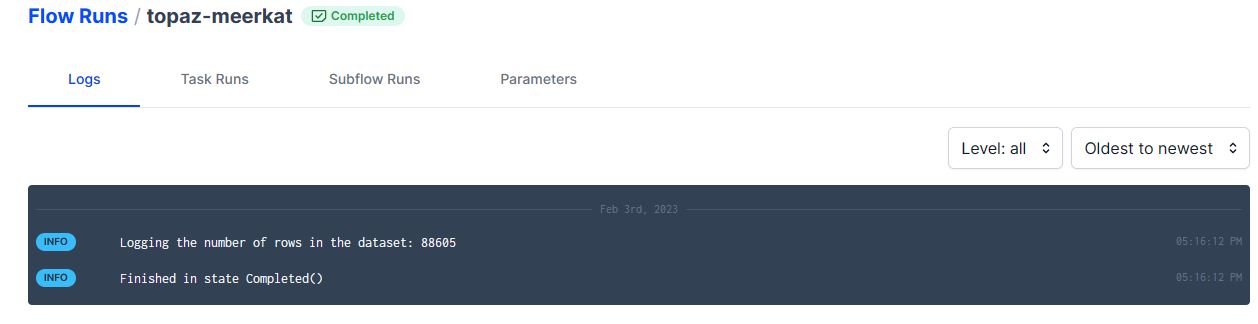 Flow Runs / topaz-meerkat Completed
Logs Task Runs Subflow Runs Parameters
Level: all Oldest to newest
Feb 3rd, 2023
INFO Logging the number of rows in the dataset: 88605 05:16:12 PM
INFO Finished in state Completed() 05:16:12 PM